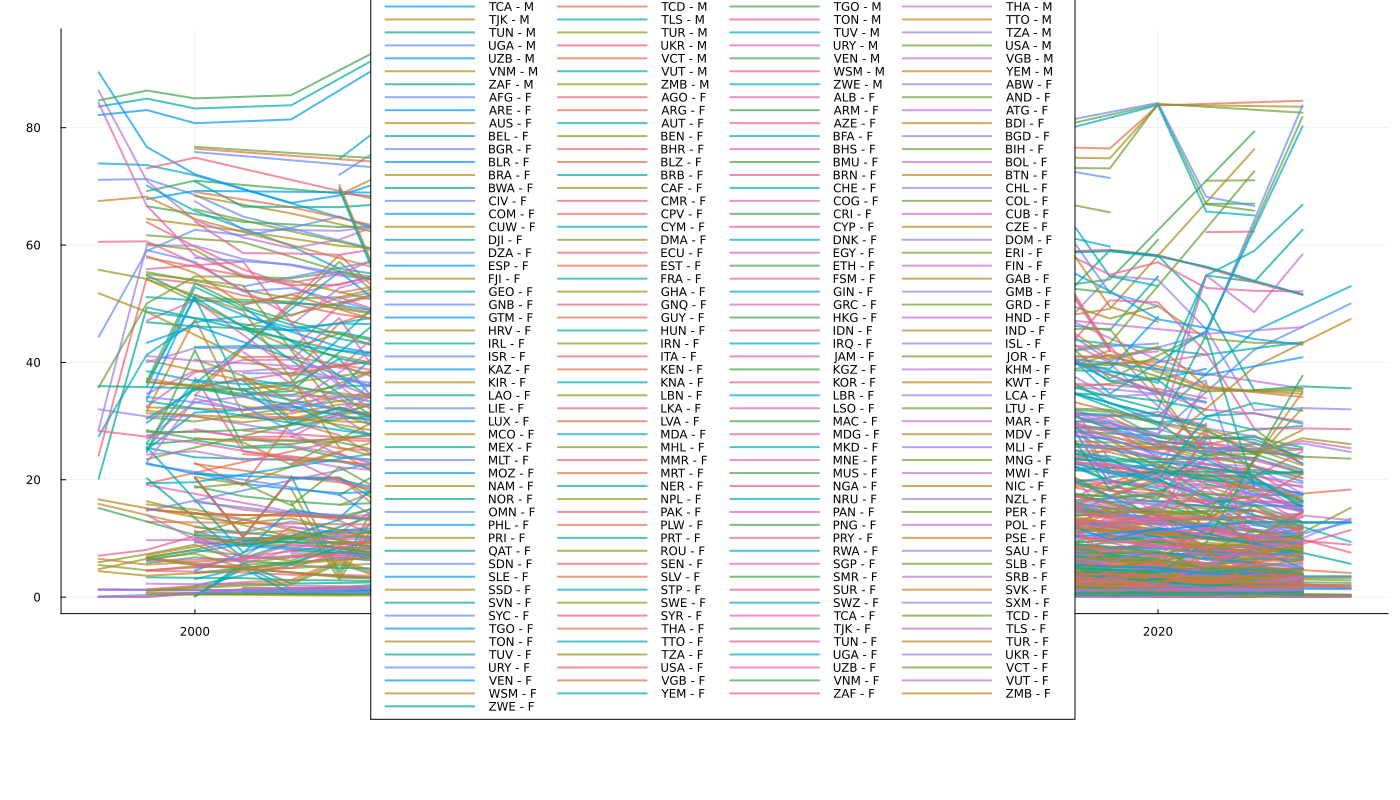 TCA - M TCD - M TGO - M THA - M
TJK - M TLS - M TON - M TTO - M
TUN - M TUR - M TUV - M TZA - M
UGA - M UKR - M URY - M USA - M
UZB - M VCT - M VEN - M VGB - M
VNM - M VUT - M WSM - M YEM - M
ZAF - M ZMB - M ZWE - M ABW - F
AFG - F AGO - F ALB - F AND - F
ARE - F ARG - F ARM - F ATG - F
AUS - F AUT - F AZE - F BDI - F
80
BEL - F BEN - F BFA - F BGD - F
BGR - F BHR - F BHS - F BIH - F
BLR - F BLZ - F BMU - F BOL - F
BRA - F BRB - F BRN - F BTN - F
BWA - F CAF - F CHE - F CHL - F
CIV - F CMR - F COG - F COL - F
COM - F CPV - F CRI - F CUB - F
CUW - F CYM - F CYP - F CZE - F
DJI - F DMA - F DNK - F DOM - F
60
DZA - F ECU - F EGY - F ERI - F
ESP - F EST - F ETH - F FIN - F
FJI - F FRA - F FSM - F GAB - F
GEO - F GHA - F GIN - F GMB - F
GNB - F GNQ - F GRC - F GRD - F
GTM - F GUY - F HKG - F HND - F
HRV - F HUN - F IDN - F IND - F
IRL - F IRN - F IRQ - F ISL - F
ISR - F ITA - F JAM - F JOR - F
40
KAZ - F KEN - F KGZ - F KHM - F
KIR - F KNA - F KOR - F KWT - F
LAO - F LBN - F LBR - F LCA - F
LIE - F LKA - F LSO - F LTU - F
LUX - F LVA - F MAC - F MAR - F
MCO - F MDA - F MDG - F MDV - F
MEX - F MHL - F MKD - F MLI - F
MLT - F MMR - F MNE - F MNG - F
MOZ - F MRT - F MUS - F MWI - F
20
NAM - F NER - F NGA - F NIC - F
NOR - F NPL - F NRU - F NZL - F
OMN - F PAK - F PAN - F PER - F
PHL - F PLW - F PNG - F POL - F
PRI - F PRT - F PRY - F PSE - F
QAT - F ROU - F RWA - F SAU - F
SDN - F SEN - F SGP - F SLB - F
SLE - F SLV - F SMR - F SRB - F
SSD - F STP - F SUR - F SVK - F
0
SVN - F SWE - F SWZ - F SXM - F
SYC - F SYR - F TCA - F TCD - F
TGO - F THA - F TJK - F TLS - F
2000 2020
TON - F TTO - F TUN - F TUR - F
TUV - F TZA - F UGA - F UKR - F
URY - F USA - F UZB - F VCT - F
VEN - F VGB - F VNM - F VUT - F
WSM - F YEM - F ZAF - F ZMB - F
ZWE - F